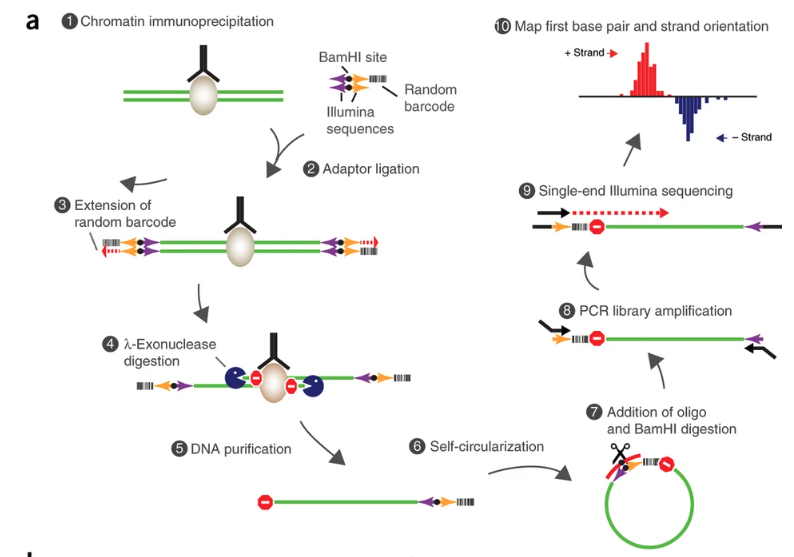 a
1 Chromatin immunoprecipitation
BamHI site
Random
barcode
Illumina
sequences
2 Adaptor ligation
3 Extension of
random barcode
4 λ-Exonuclease
digestion
5 DNA purification
6 Self-circularization
7 Addition of oligo
and BamHI digestion
8 PCR library amplification
9 Single-end Illumina sequencing
10 Map first base pair and strand orientation
+ Strand
– Strand